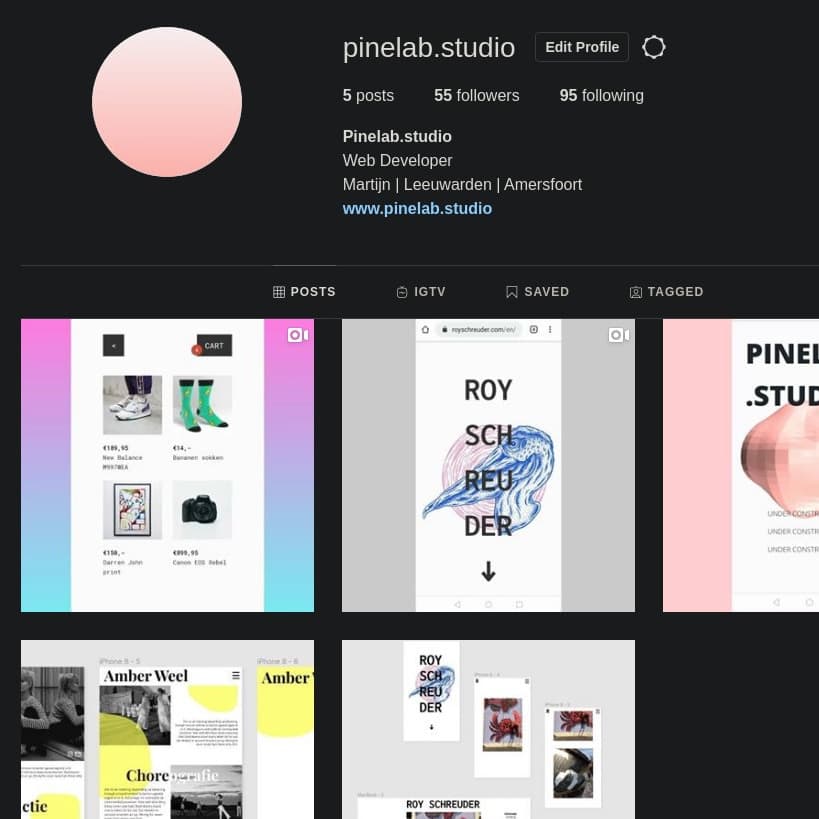 pinelab.studio Edit Profile
5 posts 55 followers 95 following
Pinelab.studio
Web Developer
Martijn | Leeuwarden | Amersfoort
www.pinelab.studio
POSTS IGTV SAVED TAGGED
< CART
€189,95 €14,-
New Balance Bananen sokken
€150,- €899,95
Darren John Canon EOS Rebel
print
royschreuder.com/en/
ROY
SCH
REU
DER
PINEL
.STUD
UNDER CONSTR
UNDER CONSTR
UNDER CONSTR
iPhone 8 – 5 iPhone 8 – 6
Amber Weel Amber
Choreografie
ctie
ROY
SCH
REU
DER
ROY SCHREUDER